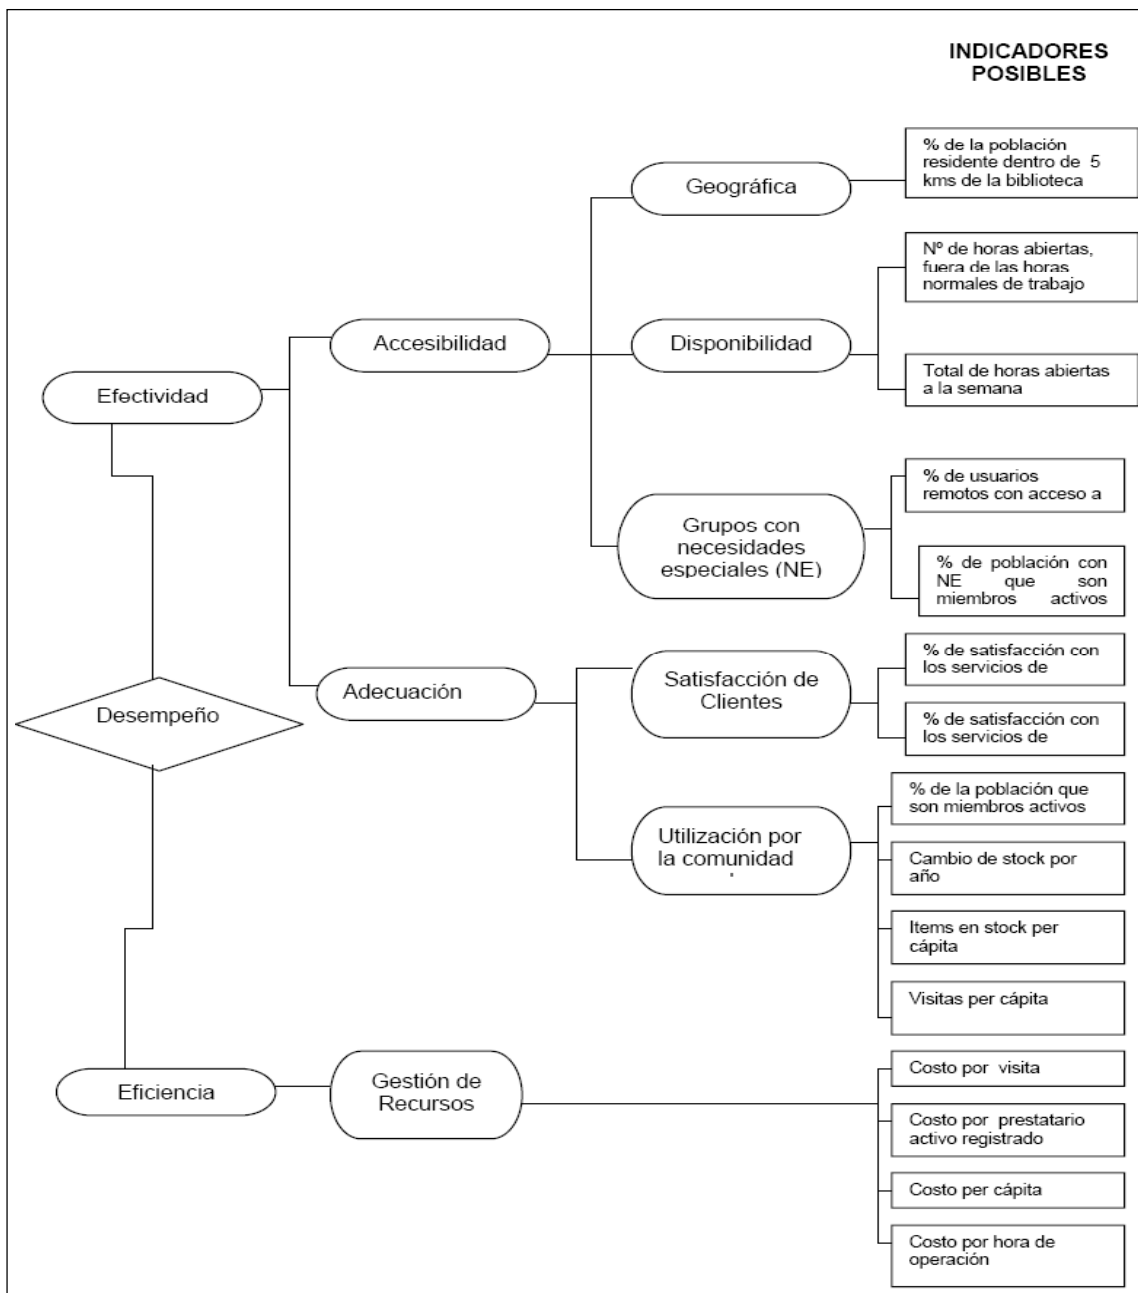 INDICADORES
POSIBLES
% de la población
residente dentro de 5
kms de la biblioteca
Geográfica
Nº de horas abiertas,
fuera de las horas
normales de trabajo
Accesibilidad
Disponibilidad
Total de horas abiertas
a la semana
Efectividad
% de usuarios
remotos con acceso a
Grupos con
necesidades
especiales (NE)
% de población con
NE que son
miembros activos
% de satisfacción con
los servicios de
Adecuación
Satisfacción de
Clientes
% de satisfacción con
los servicios de
Desempeño
% de la población que
son miembros activos
Utilización por
la comunidad
Cambio de stock por
año
Items en stock per
cápita
Visitas per cápita
Eficiencia
Gestión de
Recursos
Costo por visita
Costo por prestatario
activo registrado
Costo per cápita
Costo por hora de
operación